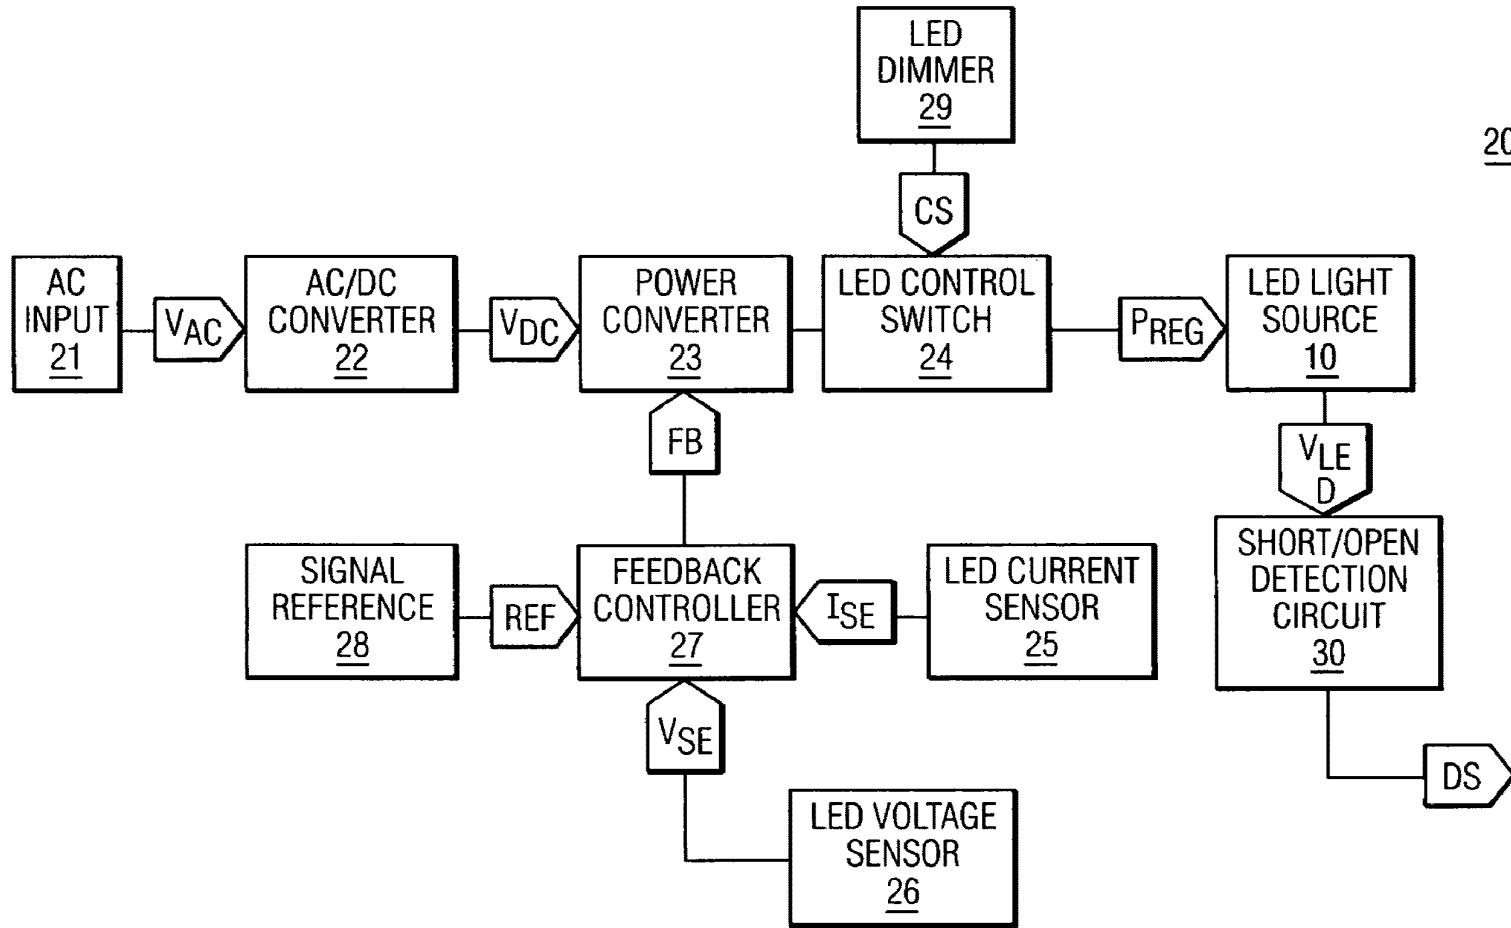 LED
DIMMER
29
20
CS
AC
INPUT
21
VAC
AC/DC
CONVERTER
22
VDC
POWER
CONVERTER
23
LED CONTROL
SWITCH
24
PREG
LED LIGHT
SOURCE
10
FB
VLE
D
SIGNAL
REFERENCE
28
REF
FEEDBACK
CONTROLLER
27
ISE
LED CURRENT
SENSOR
25
SHORT/OPEN
DETECTION
CIRCUIT
30
VSE
DS
LED VOLTAGE
SENSOR
26